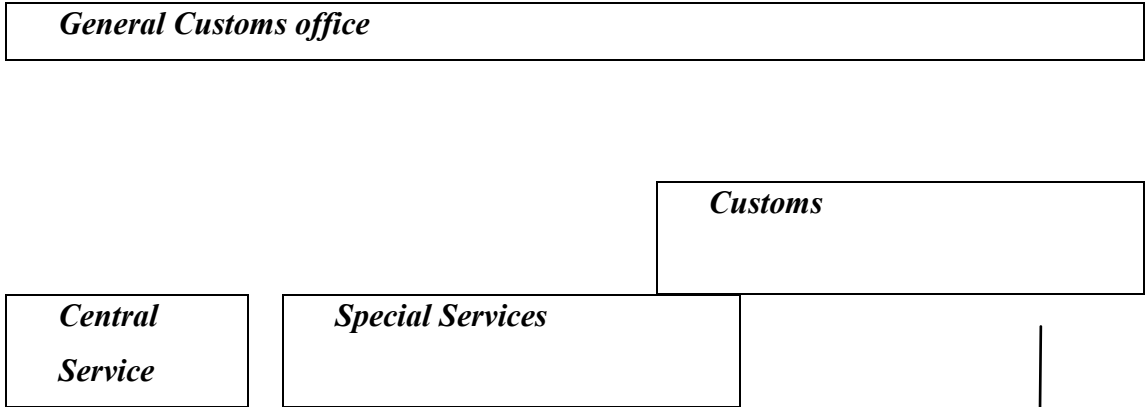 General Customs office
Customs
Central
Service
Special Services